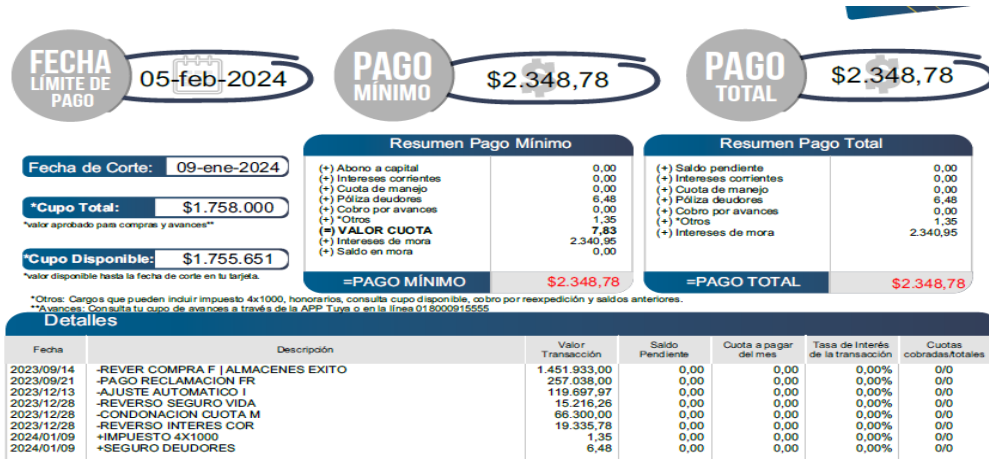 FECHA LÍMITE DE PAGO
05-feb-2024
PAGO MÍNIMO
$2.348,78
PAGO TOTAL
$2.348,78
Fecha de Corte: 09-ene-2024
*Cupo Total: $1.758.000
*valor aprobado para compras y avances**
*Cupo Disponible: $1.755.651
*valor disponible hasta la fecha de corte en tu tarjeta.
Resumen Pago Mínimo
(+) Abono a capital 0,00
(+) Intereses corrientes 0,00
(+) Cuota de manejo 0,00
(+) Póliza deudores 6,48
(+) Cobro por avances 0,00
(+) *Otros 1,35
(=) VALOR CUOTA 7,83
(+) Intereses de mora 2.340,95
(+) Saldo en mora 0,00
=PAGO MÍNIMO $2.348,78
Resumen Pago Total
(+) Saldo pendiente 0,00
(+) Intereses corrientes 0,00
(+) Cuota de manejo 0,00
(+) Póliza deudores 6,48
(+) Cobro por avances 0,00
(+) *Otros 1,35
(+) Intereses de mora 2.340,95
=PAGO TOTAL $2.348,78
*Otros: Cargos que pueden induir impuesto 4x1000, honorarios, consulta cupo disponible, cobro por reexpedición y saldos anteriores.
**Avances: Consulta tu cupo de avances a través de la APP Tuya o en la línea 018000915555
Detalles
Fecha Descripción Valor Transacción Saldo Pendiente Cuota a pagar del mes Tasa de Interés de la transacción Cuotas cobradas/totales
2023/09/14 -REVER COMPRA F | ALMACENES EXITO 1.451.933,00 0,00 0,00 0,00% 0/0
2023/09/21 -PAGO RECLAMACION FR 257.038,00 0,00 0,00 0,00% 0/0
2023/12/13 -AJUSTE AUTOMATICO I 119.697,97 0,00 0,00 0,00% 0/0
2023/12/28 -REVERSO SEGURO VIDA 15.216,26 0,00 0,00 0,00% 0/0
2023/12/28 -CONDONACION CUOTA M 66.300,00 0,00 0,00 0,00% 0/0
2023/12/28 -REVERSO INTERES COR 19.335,78 0,00 0,00 0,00% 0/0
2024/01/09 +IMPUESTO 4X1000 1,35 0,00 0,00 0,00% 0/0
2024/01/09 +SEGURO DEUDORES 6,48 0,00 0,00 0,00% 0/0